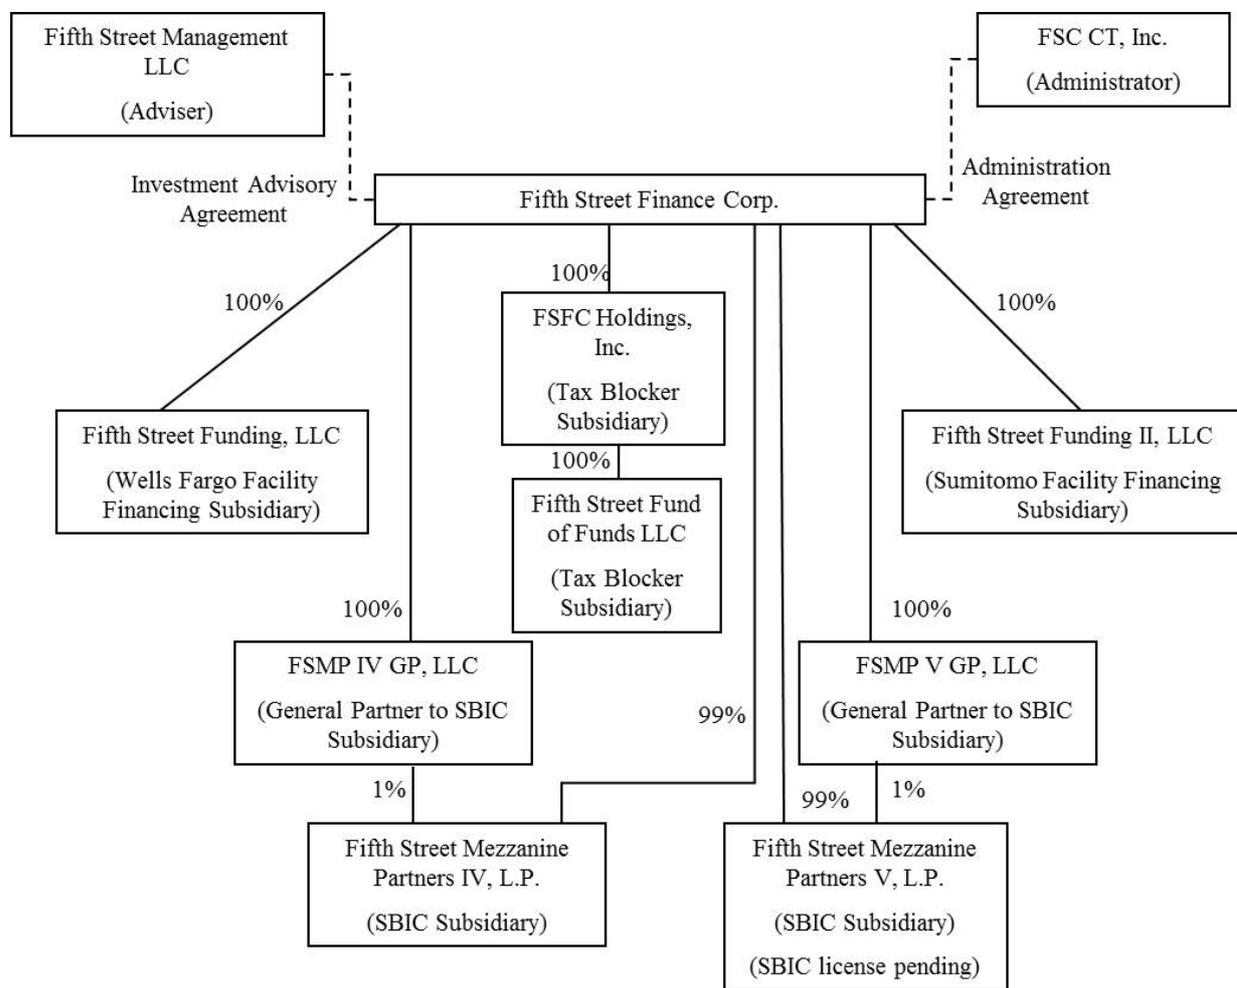 Fifth Street Management
LLC
(Adviser)
FSC CT, Inc.
(Administrator)
Investment Advisory
Agreement
Administration
Agreement
Fifth Street Finance Corp.
100%
100%
100%
FSFC Holdings,
Inc.
(Tax Blocker
Subsidiary)
Fifth Street Funding, LLC
(Wells Fargo Facility
Financing Subsidiary)
100%
Fifth Street Fund
of Funds LLC
(Tax Blocker
Subsidiary)
Fifth Street Funding II, LLC
(Sumitomo Facility Financing
Subsidiary)
100%
100%
FSMP IV GP, LLC
(General Partner to SBIC
Subsidiary)
99%
FSMP V GP, LLC
(General Partner to SBIC
Subsidiary)
1%
99%
1%
Fifth Street Mezzanine
Partners IV, L.P.
(SBIC Subsidiary)
Fifth Street Mezzanine
Partners V, L.P.
(SBIC Subsidiary)
(SBIC license pending)